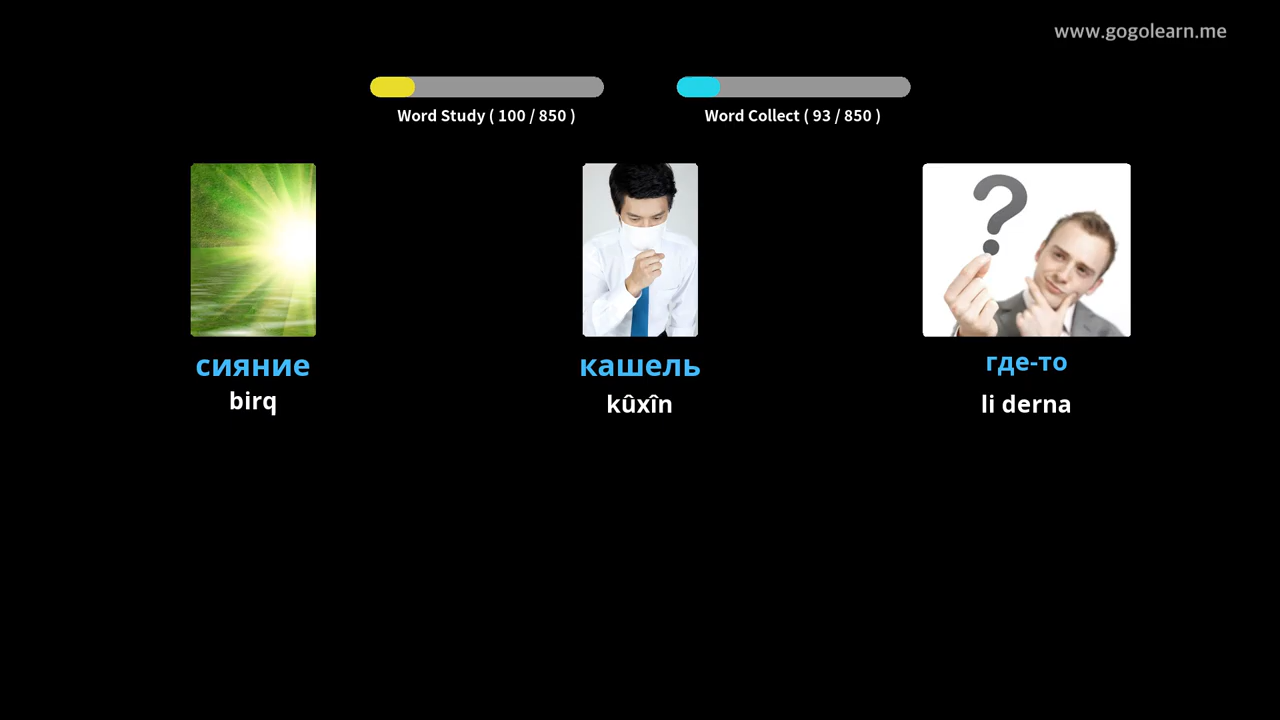 www.gogolearn.me
Word Study ( 100 / 850 )
Word Collect ( 93 / 850 )
сияние
birq
кашель
kûxîn
где-то
li derna